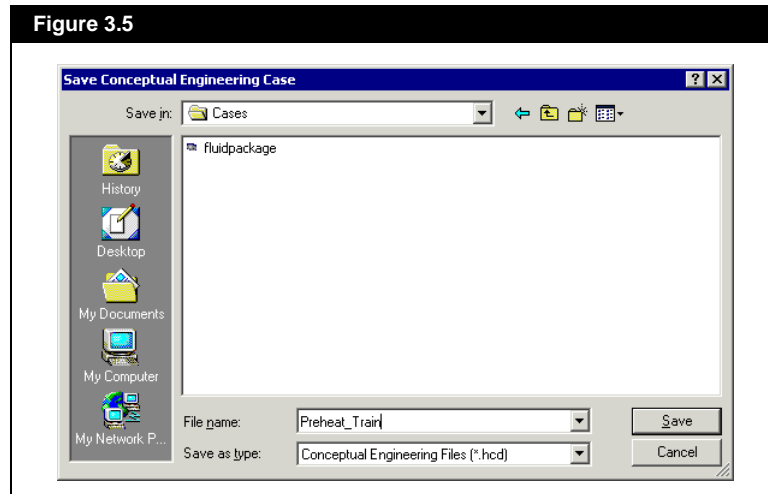 Figure 3.5
Save Conceptual Engineering Case
Save in: Cases
fluidpackage
History
Desktop
My Documents
My Computer
My Network P...
File name: Preheat_Train Save
Save as type: Conceptual Engineering Files (*.hcd) Cancel